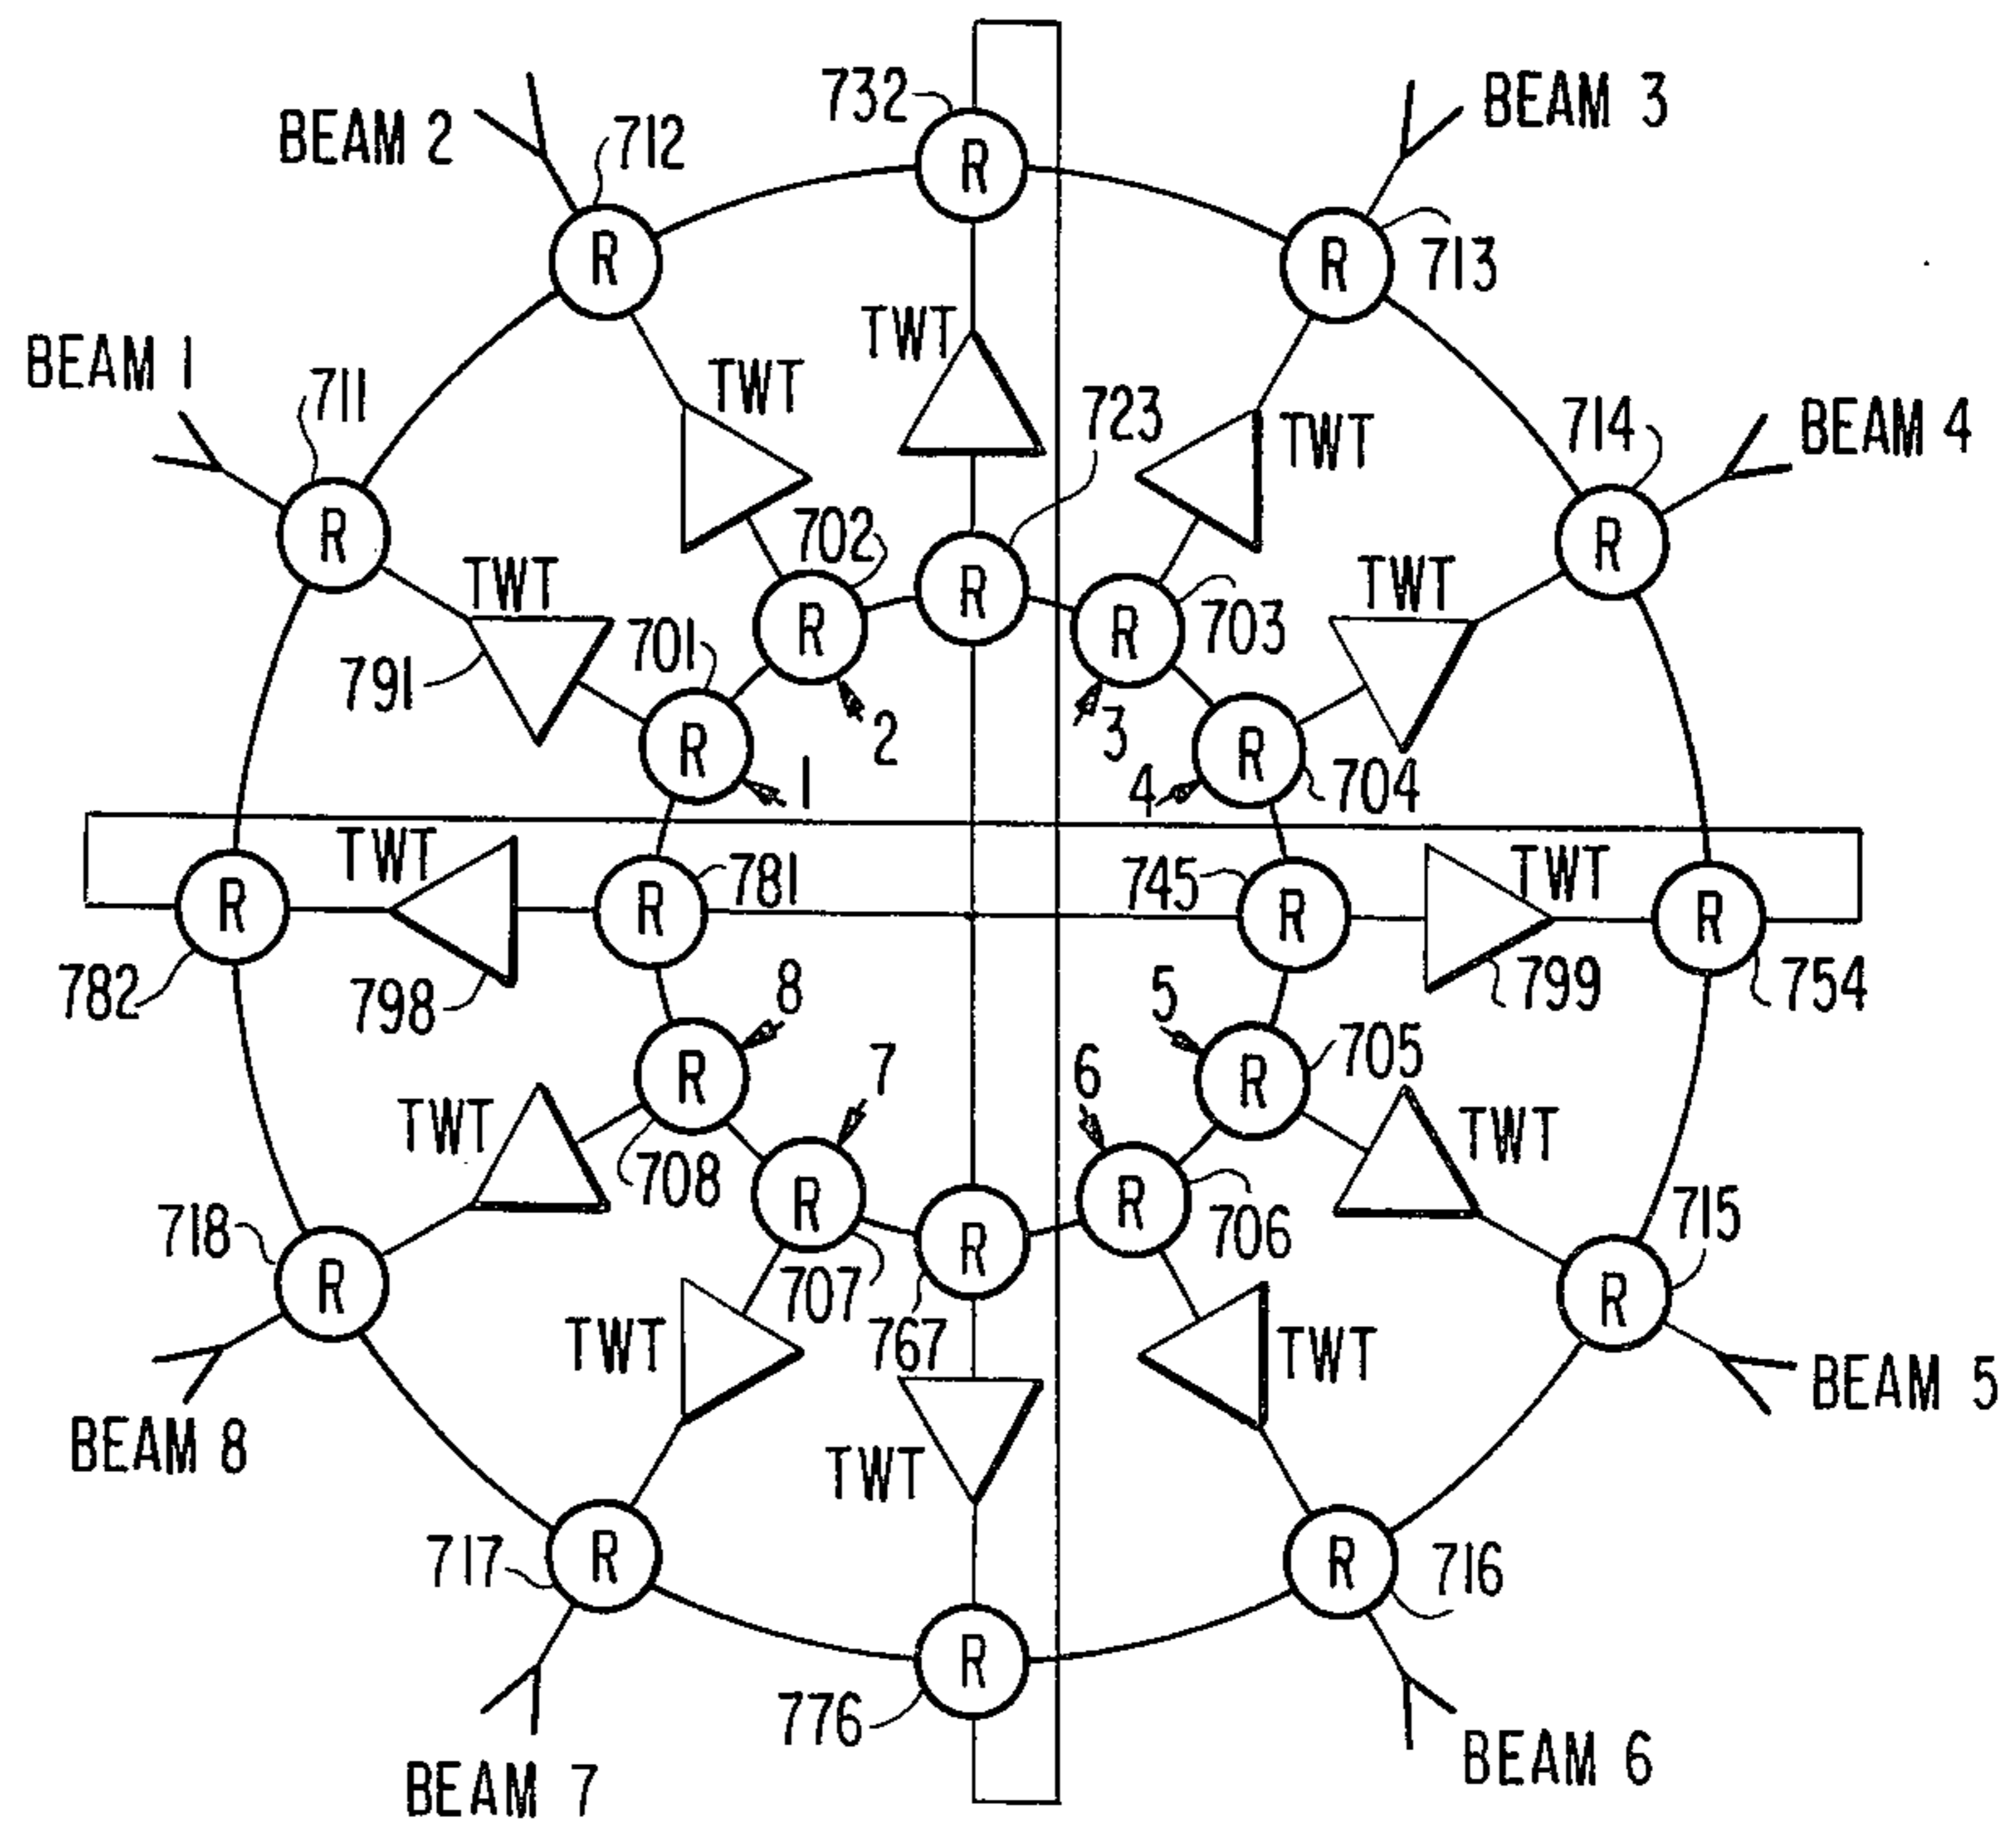 732
BEAM 3
BEAM 2
712
R
R
R
713
TWT
BEAM 1
711
TWT
723
TWT
714
BEAM 4
R
702
R
R
TWT
701
R
R
703
TWT
791
R
2
3
R
1
4
704
TWT
781
745
TWT
R
R
R
R
782
798
8
5
799
754
7
6
705
R
R
TWT
708
TWT
718
R
707
R
R
706
715
R
TWT
767
TWT
R
BEAM 5
BEAM 8
TWT
717
R
R
716
R
776
BEAM 7
BEAM 6